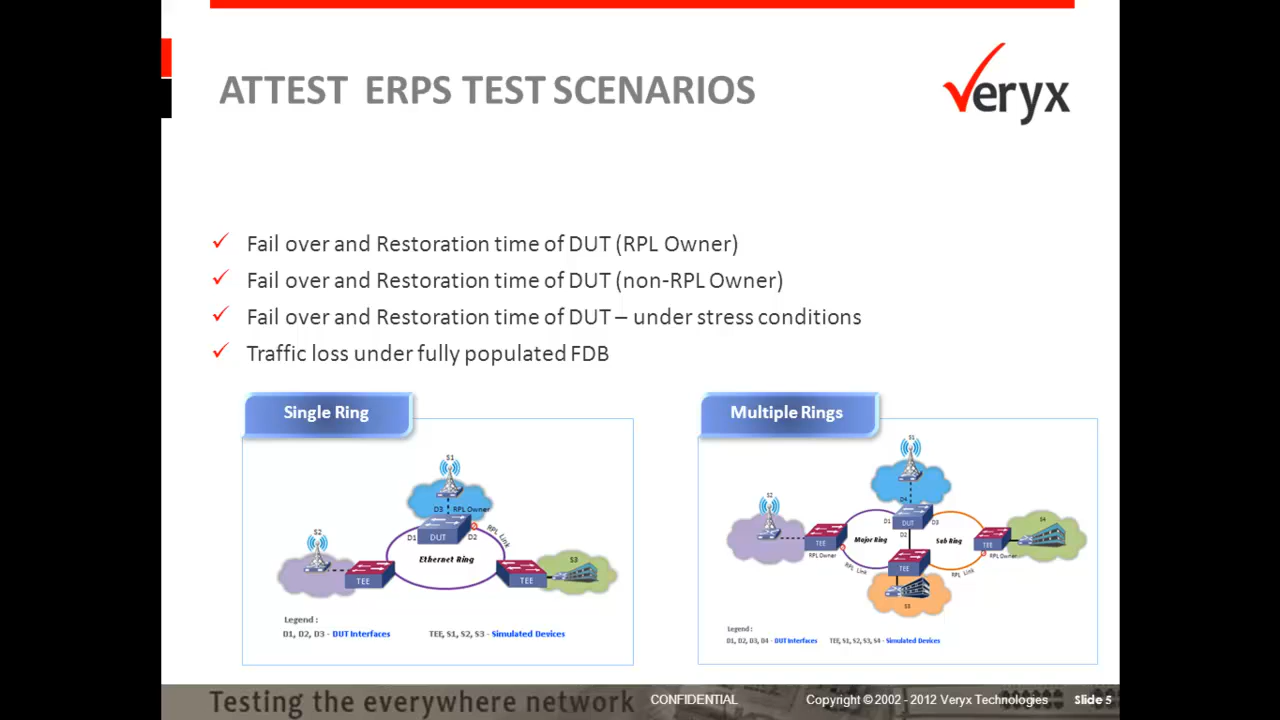 ATTEST ERPS TEST SCENARIOS
Veryx
Fail over and Restoration time of DUT (RPL Owner)
Fail over and Restoration time of DUT (non-RPL Owner)
Fail over and Restoration time of DUT – under stress conditions
Traffic loss under fully populated FDB
Single Ring
S1
D3 RPL Owner
S2
D1
DUT
D2
RPL Link
Ethernet Ring
S3
TEE
TEE
Legend :
D1, D2, D3 - DUT Interfaces
TEE, S1, S2, S3 - Simulated Devices
Multiple Rings
S1
S2
D4
D1
DUT
D3
S4
D2
TEE
Major Ring
Sub Ring
TEE
RPL Owner
RPL Owner
RPL Link
TEE
RPL Link
S3
Legend :
D1, D2, D3, D4 - DUT Interfaces
TEE, S1, S2, S3, S4 - Simulated Devices
Testing the everywhere network
CONFIDENTIAL
Copyright © 2002 - 2012 Veryx Technologies
Slide 5